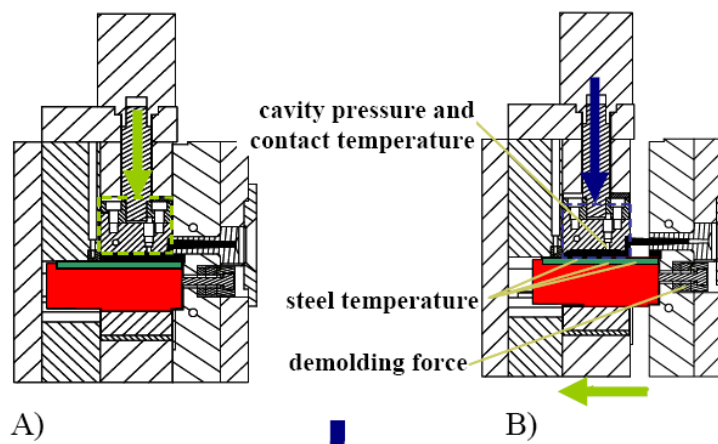 cavity pressure and
contact temperature
steel temperature
demolding force
A)
B)